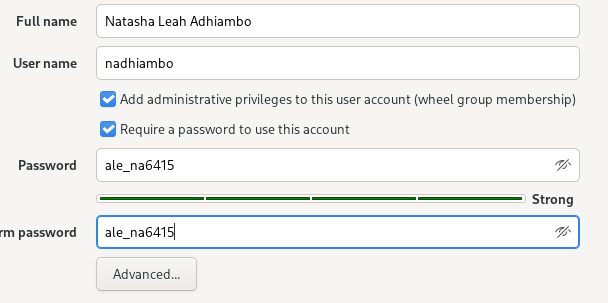 Full name Natasha Leah Adhiambo
User name nadhiambo
Add administrative privileges to this user account (wheel group membership)
Require a password to use this account
Password ale_na6415
Strong
rm password ale_na6415
Advanced...